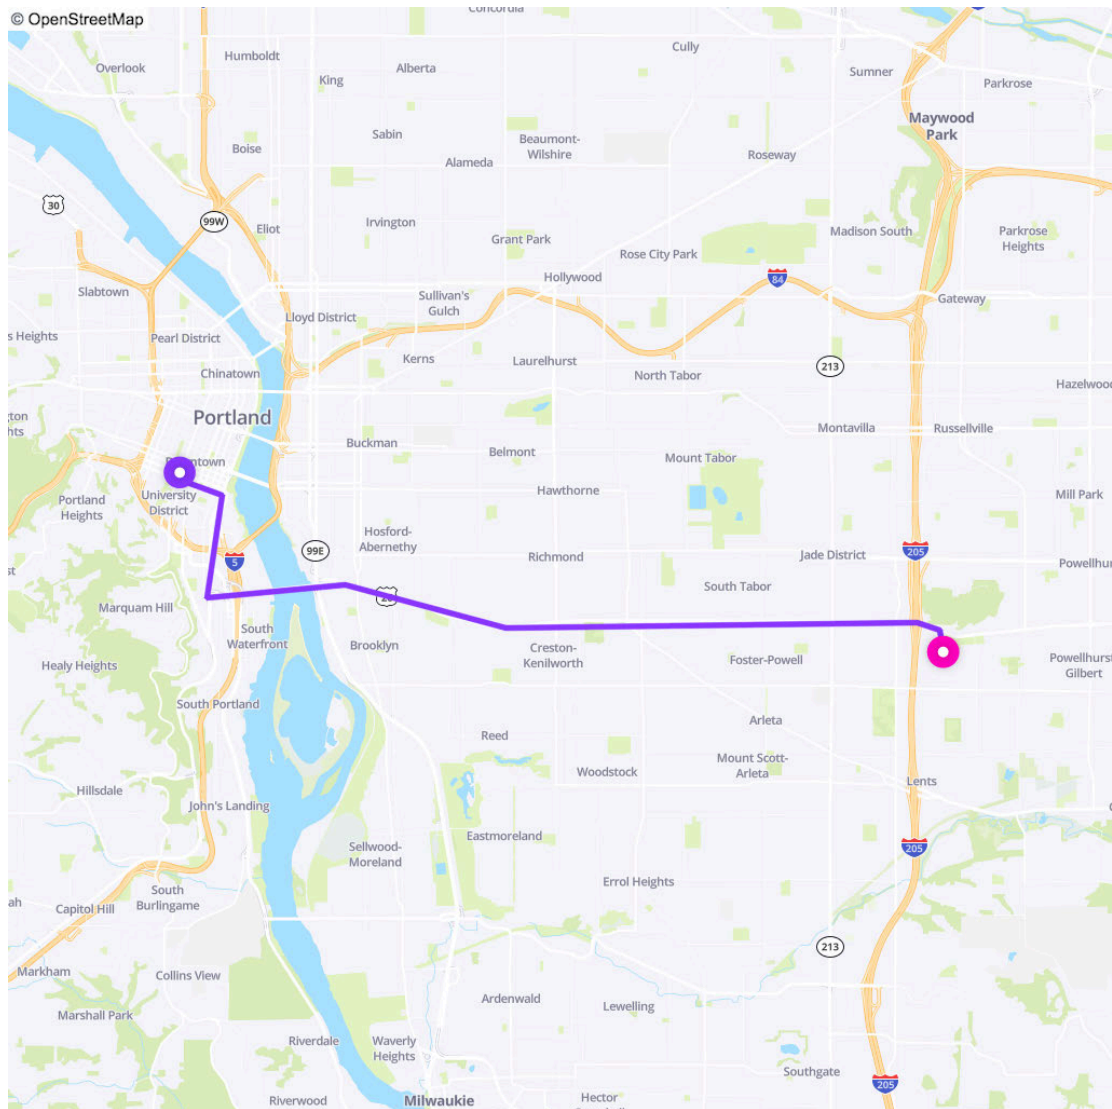 © OpenStreetMap
Concordia
Humboldt
Cully
Overlook
Alberta
Sumner
King
Parkrose
Maywood
Park
Sabin
Beaumont-
Wilshire
Boise
Alameda
Roseway
30
99W
Irvington
Eliot
Grant Park
Madison South
Parkrose
Heights
Rose City Park
Hollywood
84
Slabtown
Sullivan's
Gulch
Gateway
Lloyd District
s Heights
Pearl District
Kerns
Laurelhurst
213
Chinatown
North Tabor
Hazelwood
Portland
Montavilla
Russellville
Buckman
Belmont
Mount Tabor
University
District
Portland
Heights
Hawthorne
Mill Park
Hosford-
Abernethy
99E
205
Richmond
Jade District
5
Powellhurs
South Tabor
Marquam Hill
South
Waterfront
Brooklyn
Creston-
Kenilworth
Foster-Powell
Powellhurst
Gilbert
Healy Heights
South Portland
Arleta
Reed
Mount Scott-
Arleta
Woodstock
Hillsdale
Lents
John's Landing
Eastmoreland
Sellwood-
Moreland
205
Errol Heights
South
Burlingame
Capitol Hill
ah
213
Markham
Collins View
Ardenwald
Lewelling
Marshall Park
Riverdale
Waverly
Heights
Southgate
205
Riverwood
Milwaukie
Hector